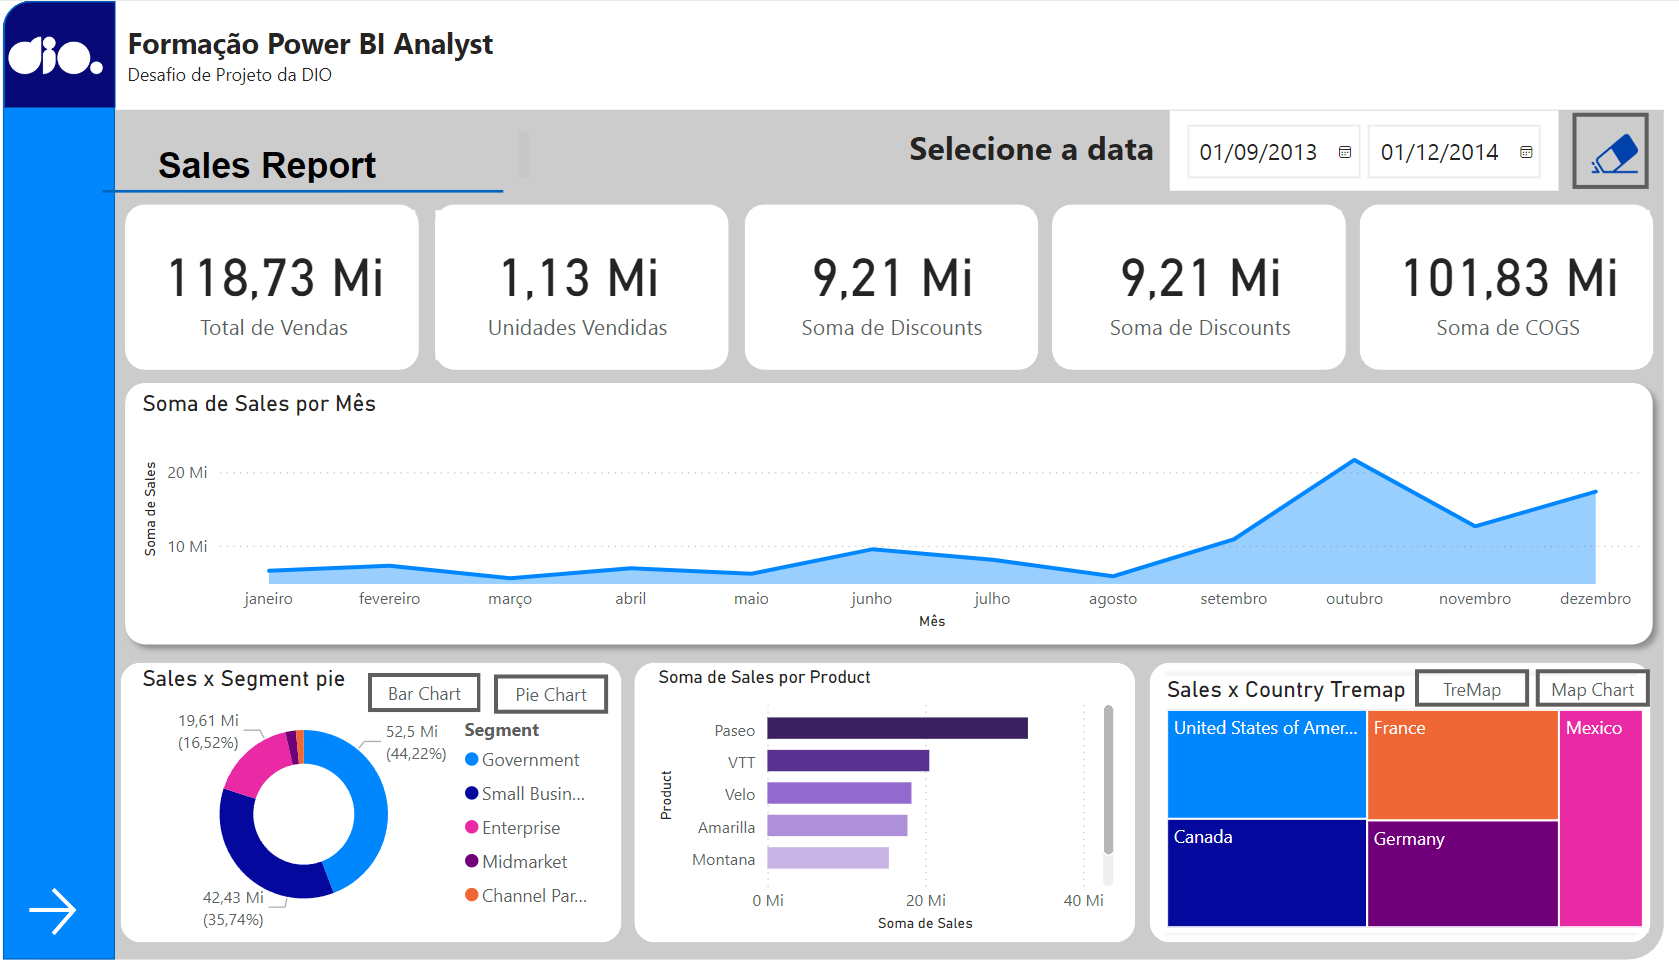 dio.
Formação Power BI Analyst
Desafio de Projeto da DIO
Sales Report
Selecione a data
01/09/2013
01/12/2014
118,73 Mi
Total de Vendas
1,13 Mi
Unidades Vendidas
9,21 Mi
Soma de Discounts
9,21 Mi
Soma de Discounts
101,83 Mi
Soma de COGS
Soma de Sales por Mês
Soma de Sales
20 Mi
10 Mi
janeiro
fevereiro
março
abril
maio
junho
julho
agosto
setembro
outubro
novembro
dezembro
Mês
Sales x Segment pie
Bar Chart
Pie Chart
19,61 Mi
(16,52%)
52,5 Mi
(44,22%)
42,43 Mi
(35,74%)
Segment
Government
Small Busin...
Enterprise
Midmarket
Channel Par...
Soma de Sales por Product
Product
Paseo
VTT
Velo
Amarilla
Montana
0 Mi
20 Mi
40 Mi
Soma de Sales
Sales x Country Tremap
TreMap
Map Chart
United States of Amer...
France
Mexico
Canada
Germany